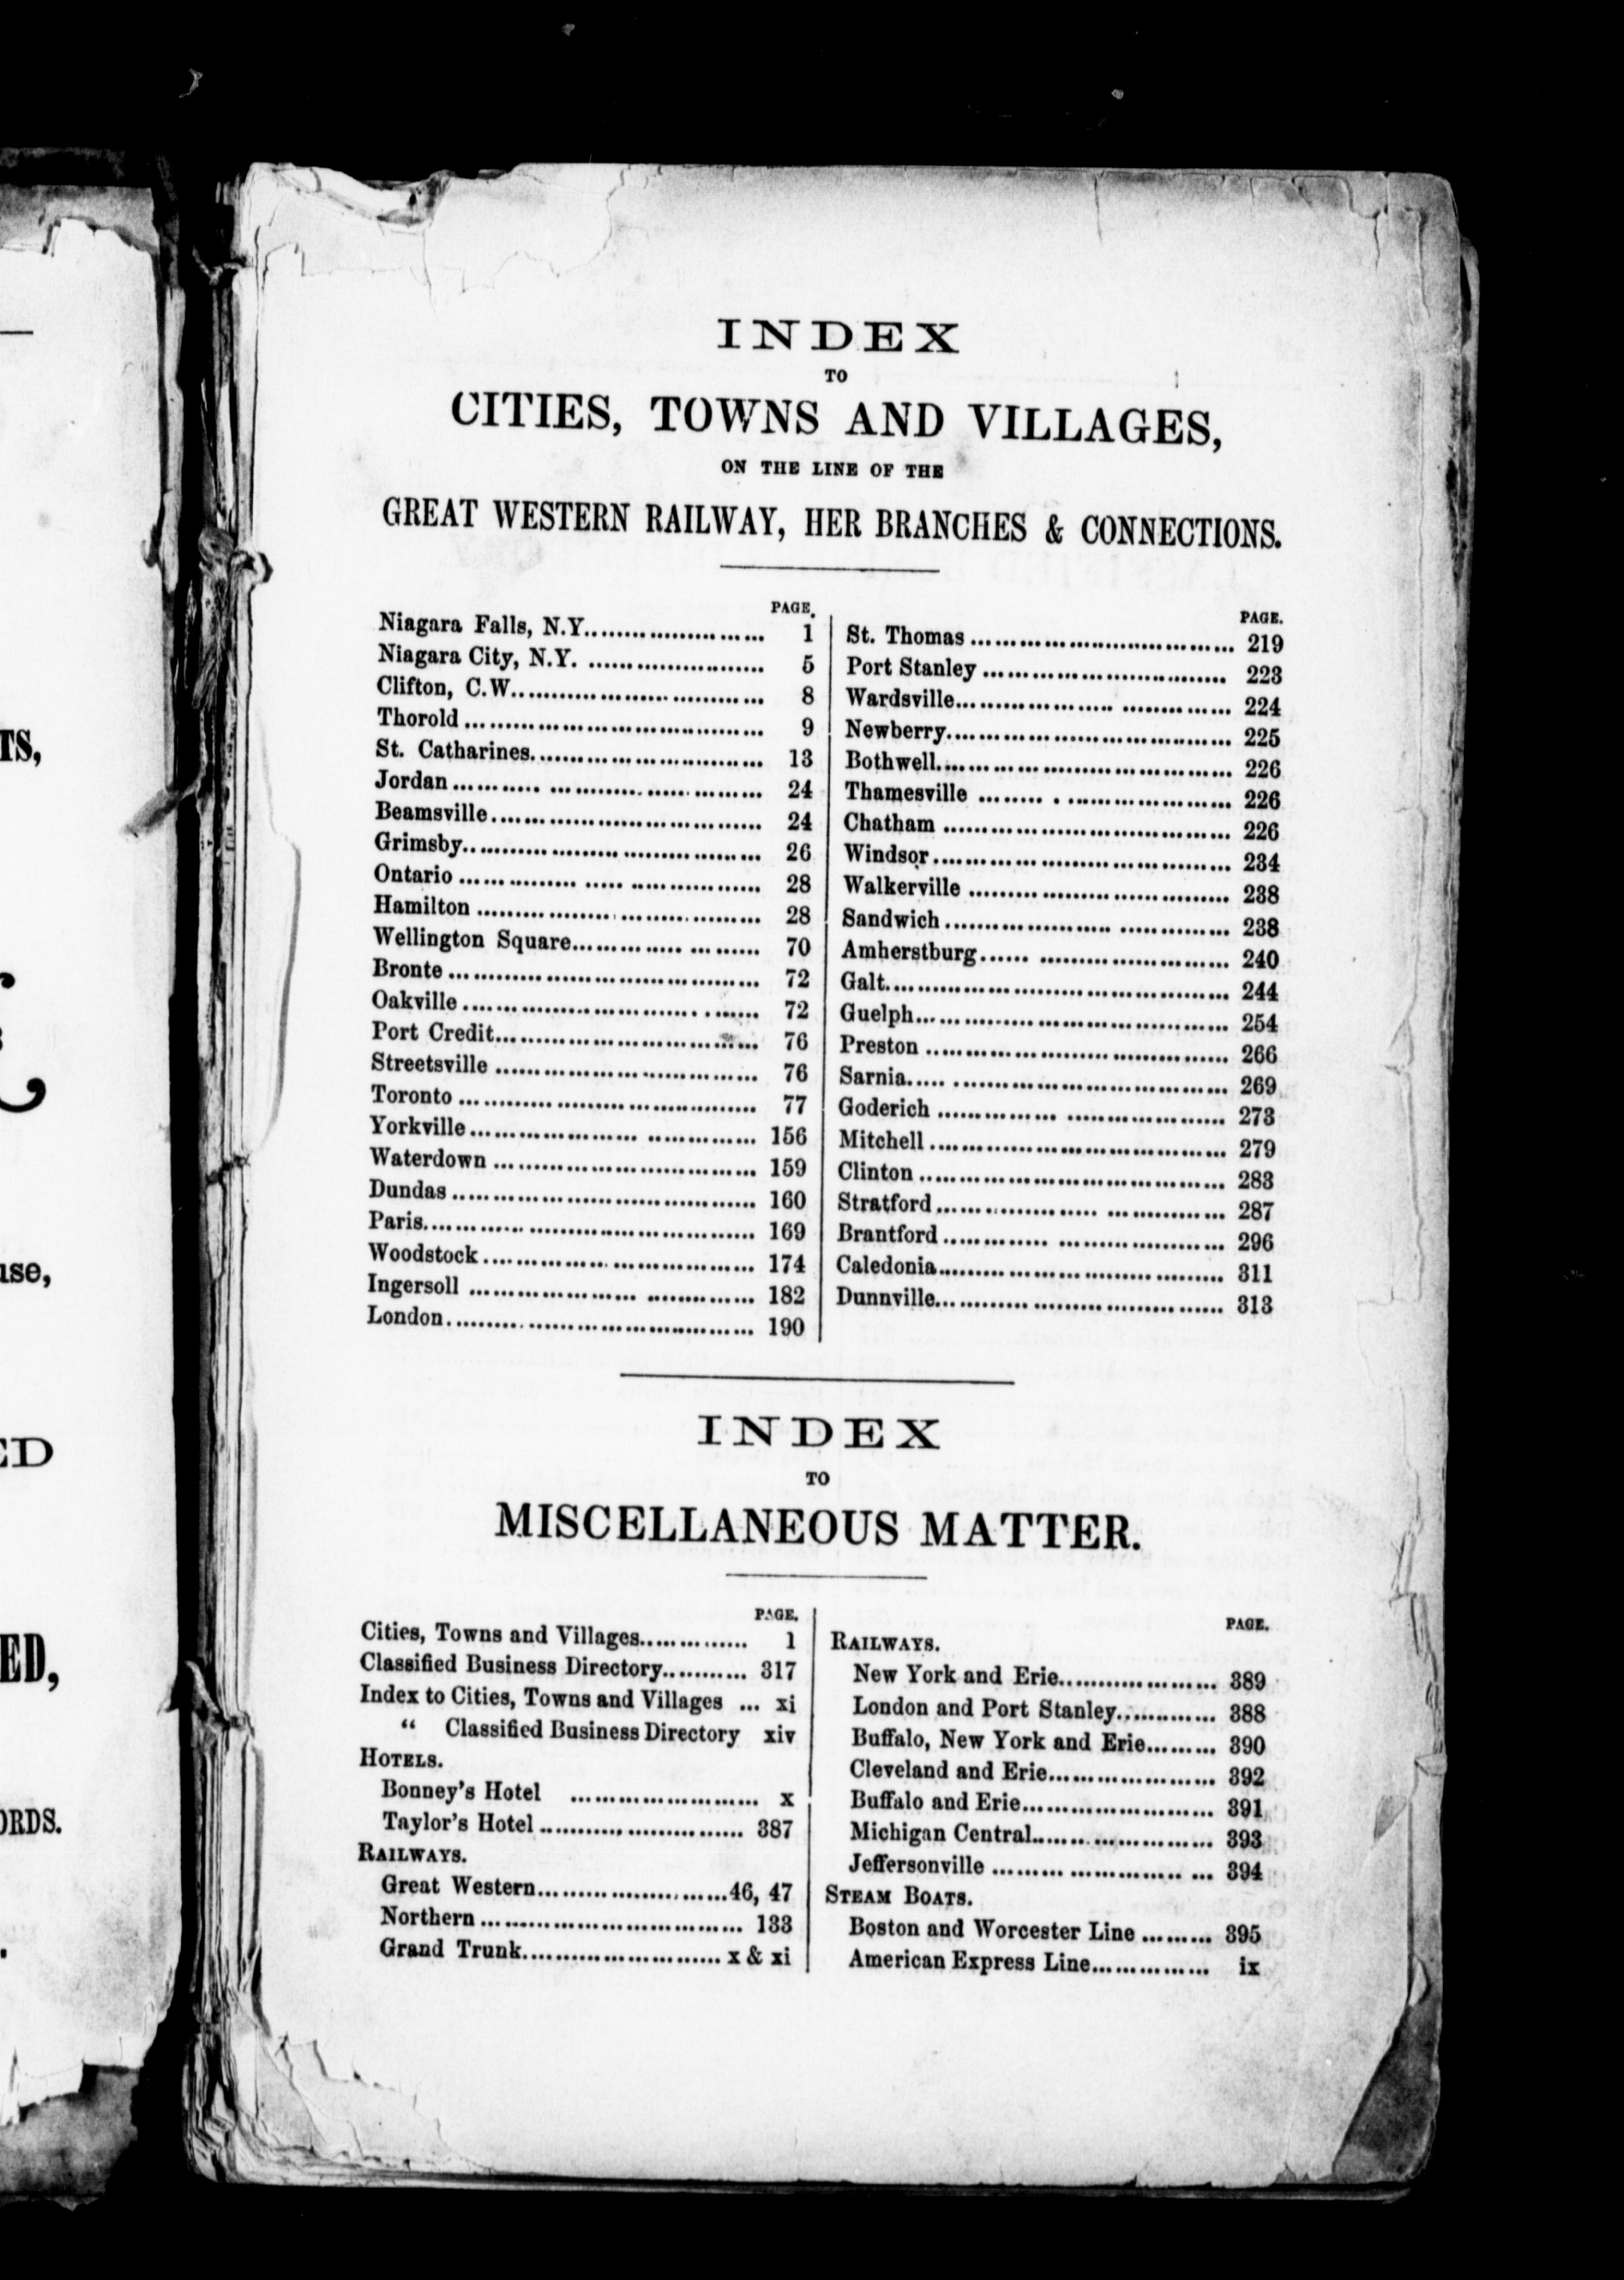 TS,
use,
ED
ED,
ORDS.
INDEX
TO
CITIES, TOWNS AND VILLAGES,
ON THE LINE OF THE
GREAT WESTERN RAILWAY, HER BRANCHES & CONNECTIONS.
PAGE.
Niagara Falls, N.Y. 1
Niagara City, N.Y. 5
Clifton, C.W. 8
Thorold 9
St. Catharines 13
Jordan 24
Beamsville 24
Grimsby 26
Ontario 28
Hamilton 28
Wellington Square 70
Bronte 72
Oakville 72
Port Credit 76
Streetsville 76
Toronto 77
Yorkville 156
Waterdown 159
Dundas 160
Paris 169
Woodstock 174
Ingersoll 182
London 190
PAGE.
St. Thomas 219
Port Stanley 223
Wardsville 224
Newberry 225
Bothwell 226
Thamesville 226
Chatham 226
Windsor 234
Walkerville 238
Sandwich 238
Amherstburg 240
Galt 244
Guelph 254
Preston 266
Sarnia 269
Goderich 273
Mitchell 279
Clinton 283
Stratford 287
Brantford 296
Caledonia 311
Dunnville 313
INDEX
TO
MISCELLANEOUS MATTER.
PAGE.
Cities, Towns and Villages 1
Classified Business Directory 317
Index to Cities, Towns and Villages ... xi
“ Classified Business Directory xiv
HOTELS.
Bonney's Hotel x
Taylor's Hotel 387
RAILWAYS.
Great Western 46, 47
Northern 133
Grand Trunk x & xi
PAGE.
RAILWAYS.
New York and Erie 389
London and Port Stanley 388
Buffalo, New York and Erie 390
Cleveland and Erie 392
Buffalo and Erie 391
Michigan Central 393
Jeffersonville 394
STEAM BOATS.
Boston and Worcester Line 395
American Express Line ix